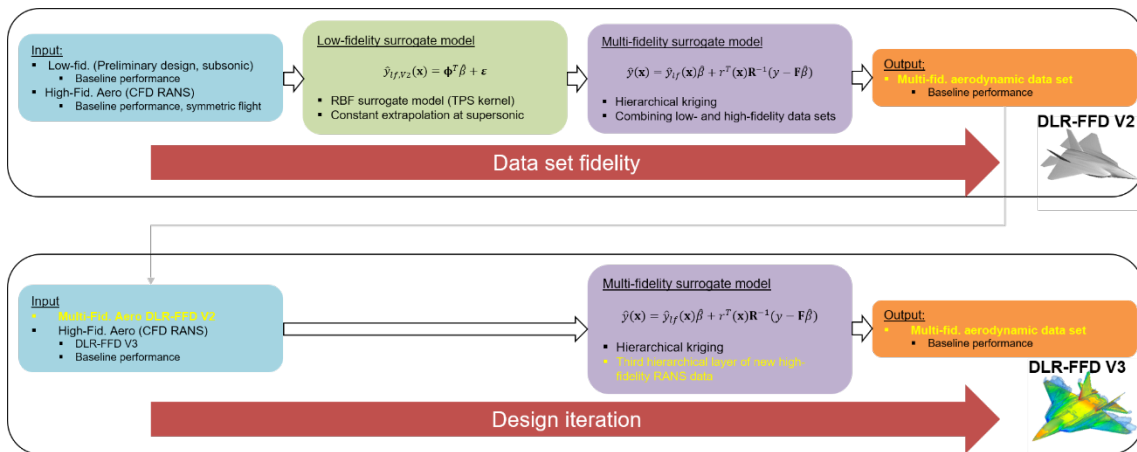 Input:
Low-fid. (Preliminary design, subsonic)
Baseline performance
High-Fid. Aero (CFD RANS)
Baseline performance, symmetric flight
Low-fidelity surrogate model
ŷ_{lf,V2}(𝐱) = 𝛟ᵀβ̂ + 𝛆
RBF surrogate model (TPS kernel)
Constant extrapolation at supersonic
Multi-fidelity surrogate model
ŷ(𝐱) = ŷ_{lf}(𝐱)β̂ + rᵀ(𝐱)𝐑⁻¹(y − 𝐅β̂)
Hierarchical kriging
Combining low- and high-fidelity data sets
Output:
Multi-fid. aerodynamic data set
Baseline performance
DLR-FFD V2
Data set fidelity
Input
Multi-Fid. Aero DLR-FFD V2
High-Fid. Aero (CFD RANS)
DLR-FFD V3
Baseline performance
Multi-fidelity surrogate model
ŷ(𝐱) = ŷ_{lf}(𝐱)β̂ + rᵀ(𝐱)𝐑⁻¹(y − 𝐅β̂)
Hierarchical kriging
Third hierarchical layer of new high-
fidelity RANS data
Output:
Multi-fid. aerodynamic data set
Baseline performance
DLR-FFD V3
Design iteration